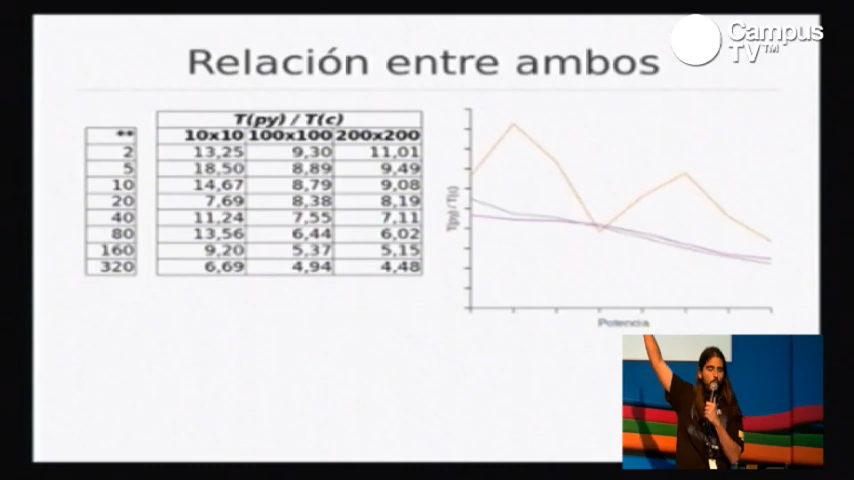 Campus
TV™
Relación entre ambos
T(py) / T(c)
** 10x10 100x100 200x200
2 13,25 9,30 11,01
5 18,50 8,89 9,49
10 14,67 8,79 9,08
20 7,69 8,38 8,19
40 11,24 7,55 7,11
80 13,56 6,44 6,02
160 9,20 5,37 5,15
320 6,69 4,94 4,48
T(py) / T(c)
Potencia